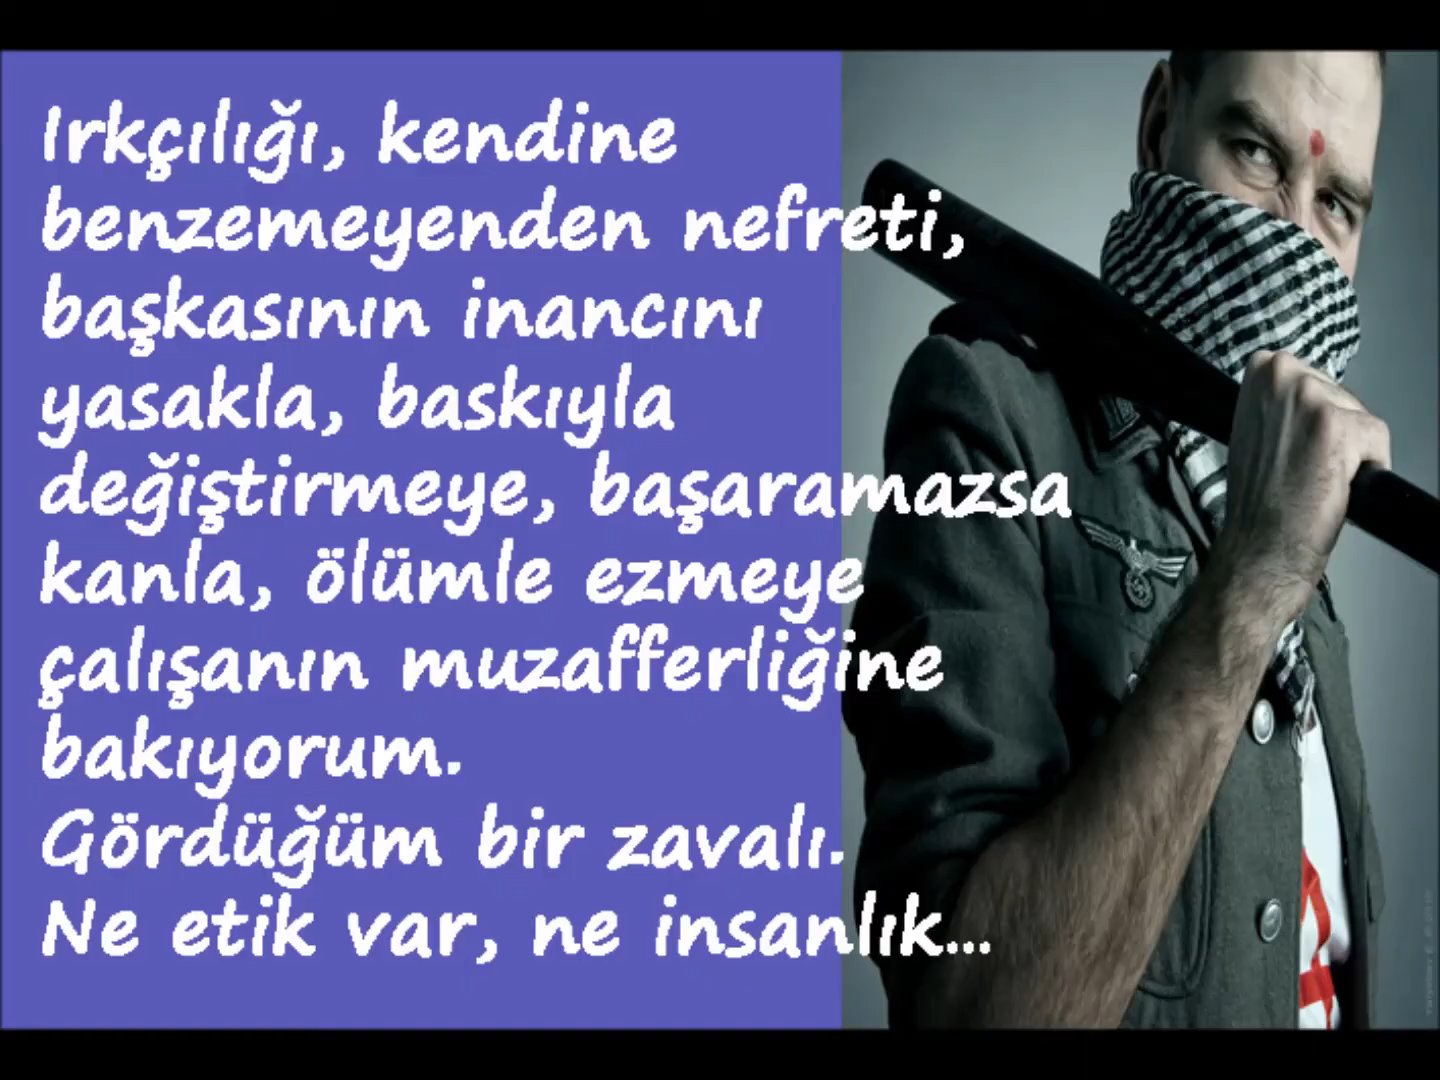 Irkçılığı, kendine
benzemeyenden nefreti,
başkasının inancını
yasakla, baskıyla
değiştirmeye, başaramazsa
kanla, ölümle ezmeye
çalışanın muzafferliğine
bakıyorum.
Gördüğüm bir zavalı.
Ne etik var, ne insanlık...